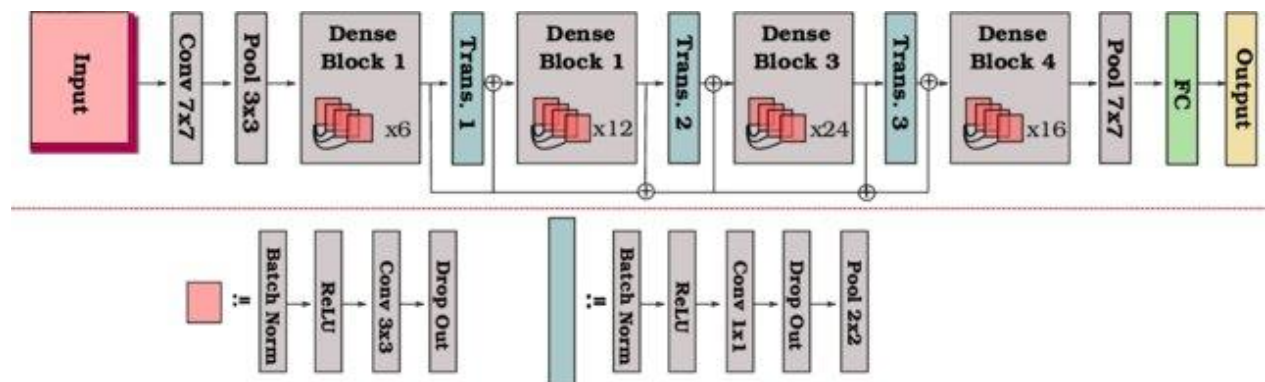 Input
Conv 7x7
Pool 3x3
Dense
Block 1
x6
Trans. 1
Dense
Block 1
x12
Trans. 2
Dense
Block 3
x24
Trans. 3
Dense
Block 4
x16
Pool 7x7
FC
Output
::=
Batch Norm
ReLU
Conv 3x3
Drop Out
::=
Batch Norm
ReLU
Conv 1x1
Drop Out
Pool 2x2